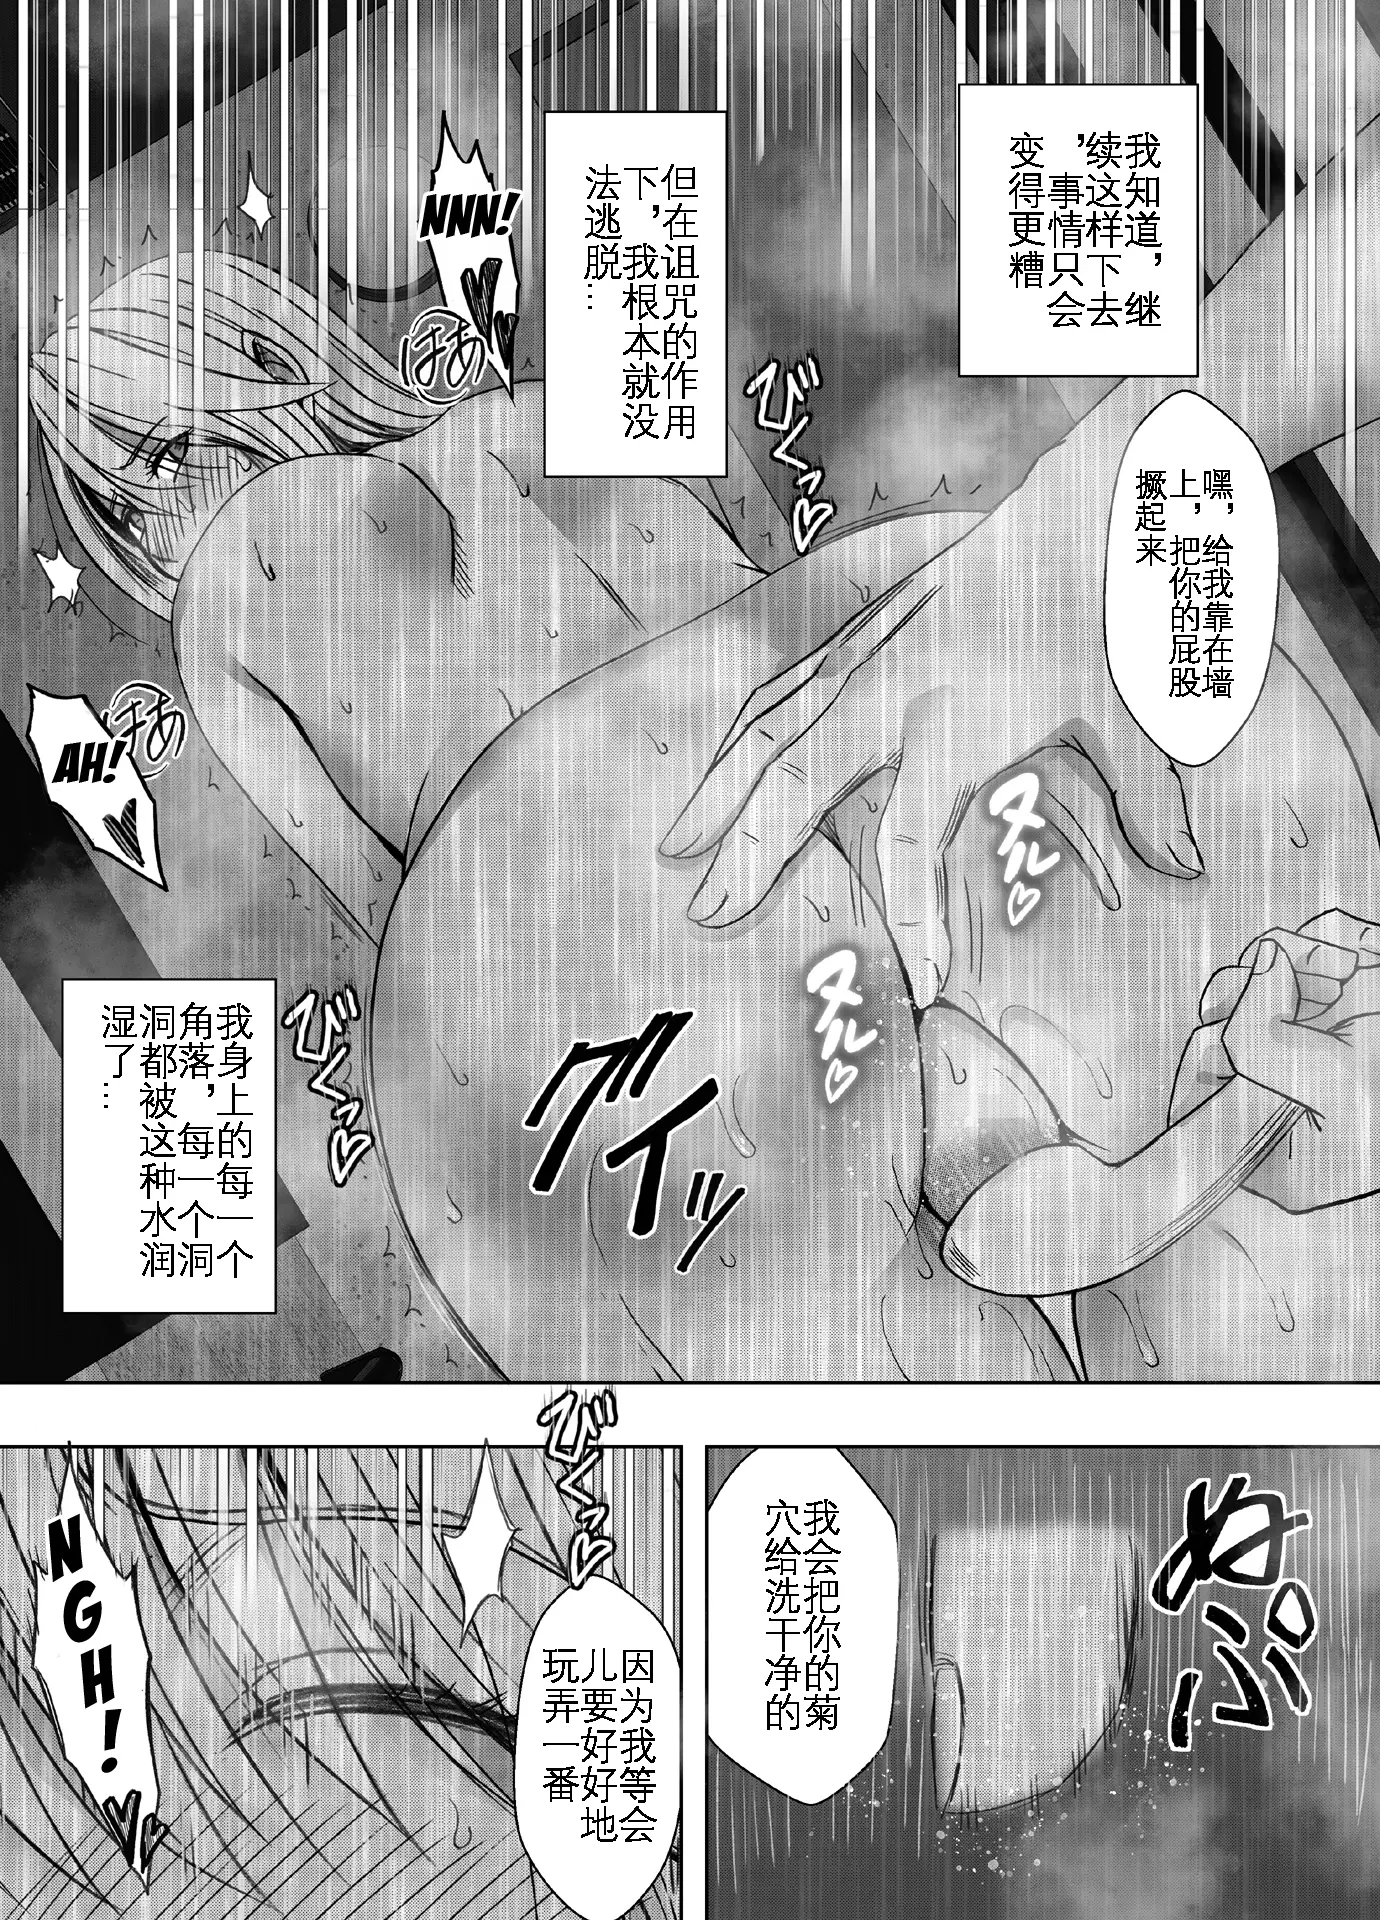 我知道，继
续这样下去
，事情只会
变得更糟
嘿，给我靠在墙
上，把你的屁股
撅起来
但在诅咒的作用
下，我根本就没
法逃脱…
びくっ♡
NNN!
はあ
ヌル♡
ヌル♡
グイッ
AH!
はあ
びくっ♡
我身上的每一个
角落，每一个洞
洞都被这种水润
湿了…
ぬぷ
我会把你的菊
穴给洗干净的
びくっ
因为我等会
儿要好好地
玩弄一番
NGH!